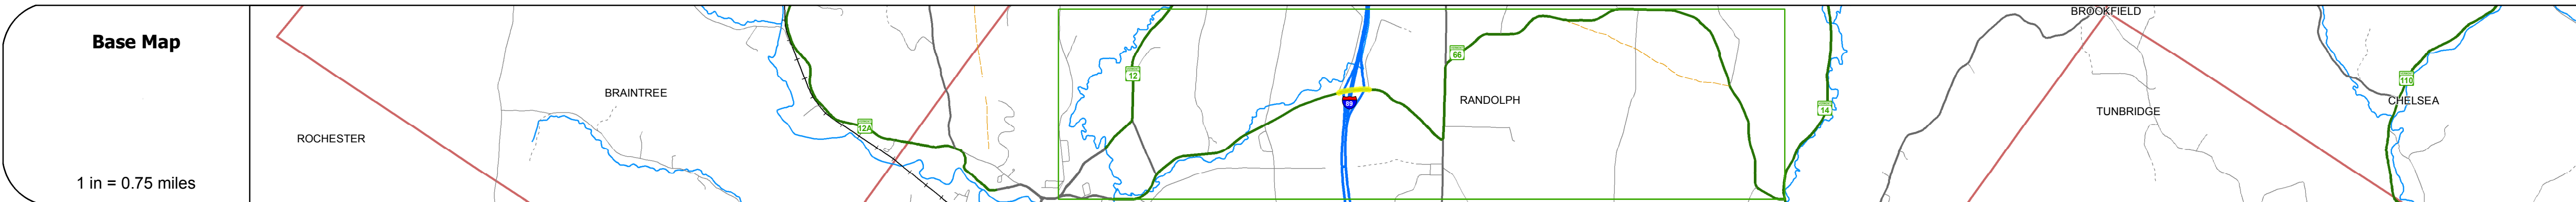 Base Map
1 in = 0.75 miles
ROCHESTER
BRAINTREE
12A
12
89
66
RANDOLPH
14
BROOKFIELD
TUNBRIDGE
110
CHELSEA